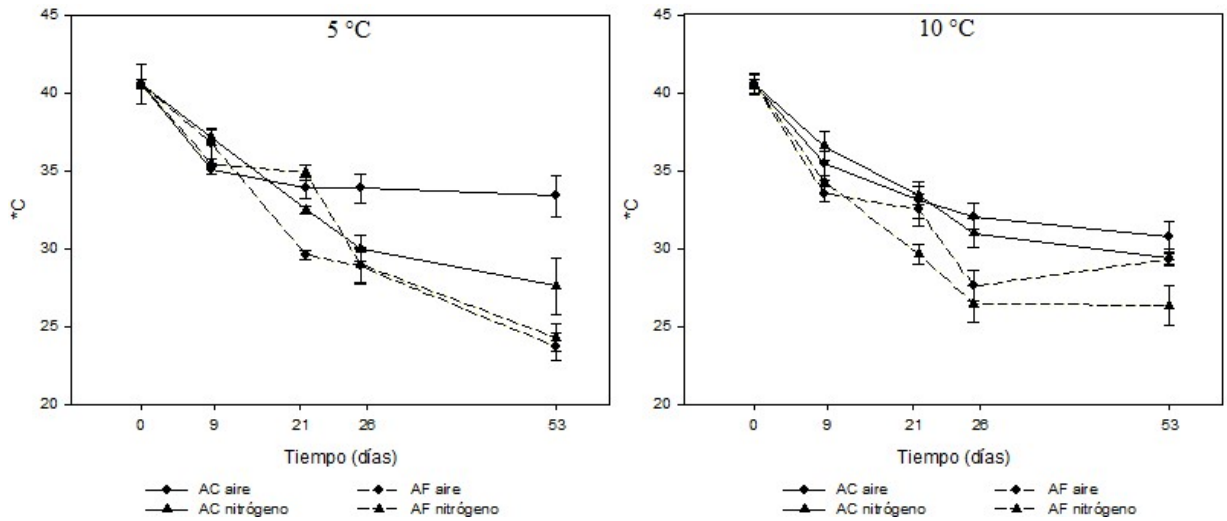 5 °C
45
40
35
30
25
20
*C
0 9 21 26 53
Tiempo (días)
AC aire AF aire
AC nitrógeno AF nitrógeno
10 °C
45
40
35
30
25
20
*C
0 9 21 26 53
Tiempo (días)
AC aire AF aire
AC nitrógeno AF nitrógeno